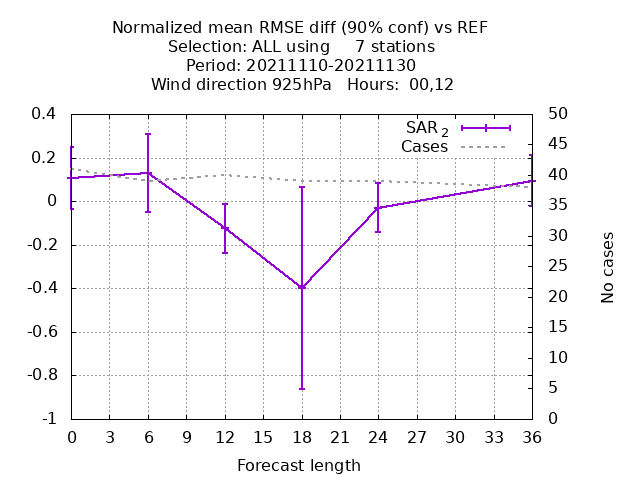 Normalized mean RMSE diff (90% conf) vs REF
Selection: ALL using     7 stations
Period: 20211110-20211130
Wind direction 925hPa   Hours:  00,12
SAR 2
Cases
0.4
0.2
0
-0.2
-0.4
-0.6
-0.8
-1
50
45
40
35
30
25
20
15
10
5
0
No cases
0 3 6 9 12 15 18 21 24 27 30 33 36
Forecast length